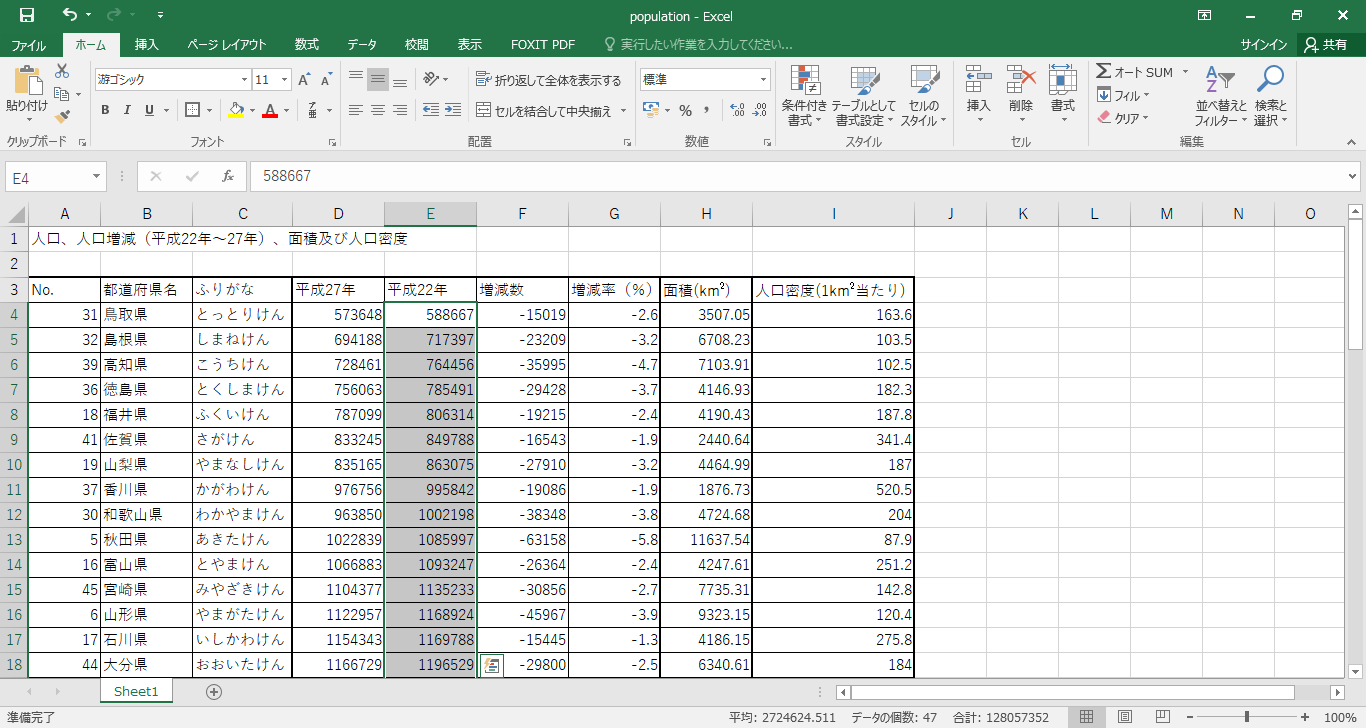 population - Excel
ファイル ホーム 挿入 ページ レイアウト 数式 データ 校閲 表示 FOXIT PDF 実行したい作業を入力してください... サインイン 共有
貼り付け 游ゴシック 11 A A 折り返して全体を表示する 標準 条件付き書式 テーブルとして書式設定 セルのスタイル 挿入 削除 書式 Σ オート SUM 並べ替えとフィルター 検索と選択
B I U A 亜 セルを結合して中央揃え % , フィル
クリア
クリップボード フォント 配置 数値 スタイル セル 編集
E4 fx 588667
A B C D E F G H I J K L M N O
1 人口、人口増減（平成22年～27年）、面積及び人口密度
2
3 No. 都道府県名 ふりがな 平成27年 平成22年 増減数 増減率（%） 面積(km²) 人口密度(1km²当たり)
4 31 鳥取県 とっとりけん 573648 588667 -15019 -2.6 3507.05 163.6
5 32 島根県 しまねけん 694188 717397 -23209 -3.2 6708.23 103.5
6 39 高知県 こうちけん 728461 764456 -35995 -4.7 7103.91 102.5
7 36 徳島県 とくしまけん 756063 785491 -29428 -3.7 4146.93 182.3
8 18 福井県 ふくいけん 787099 806314 -19215 -2.4 4190.43 187.8
9 41 佐賀県 さがけん 833245 849788 -16543 -1.9 2440.64 341.4
10 19 山梨県 やまなしけん 835165 863075 -27910 -3.2 4464.99 187
11 37 香川県 かがわけん 976756 995842 -19086 -1.9 1876.73 520.5
12 30 和歌山県 わかやまけん 963850 1002198 -38348 -3.8 4724.68 204
13 5 秋田県 あきたけん 1022839 1085997 -63158 -5.8 11637.54 87.9
14 16 富山県 とやまけん 1066883 1093247 -26364 -2.4 4247.61 251.2
15 45 宮崎県 みやざきけん 1104377 1135233 -30856 -2.7 7735.31 142.8
16 6 山形県 やまがたけん 1122957 1168924 -45967 -3.9 9323.15 120.4
17 17 石川県 いしかわけん 1154343 1169788 -15445 -1.3 4186.15 275.8
18 44 大分県 おおいたけん 1166729 1196529 -29800 -2.5 6340.61 184
Sheet1
準備完了 平均: 2724624.511 データの個数: 47 合計: 128057352 100%